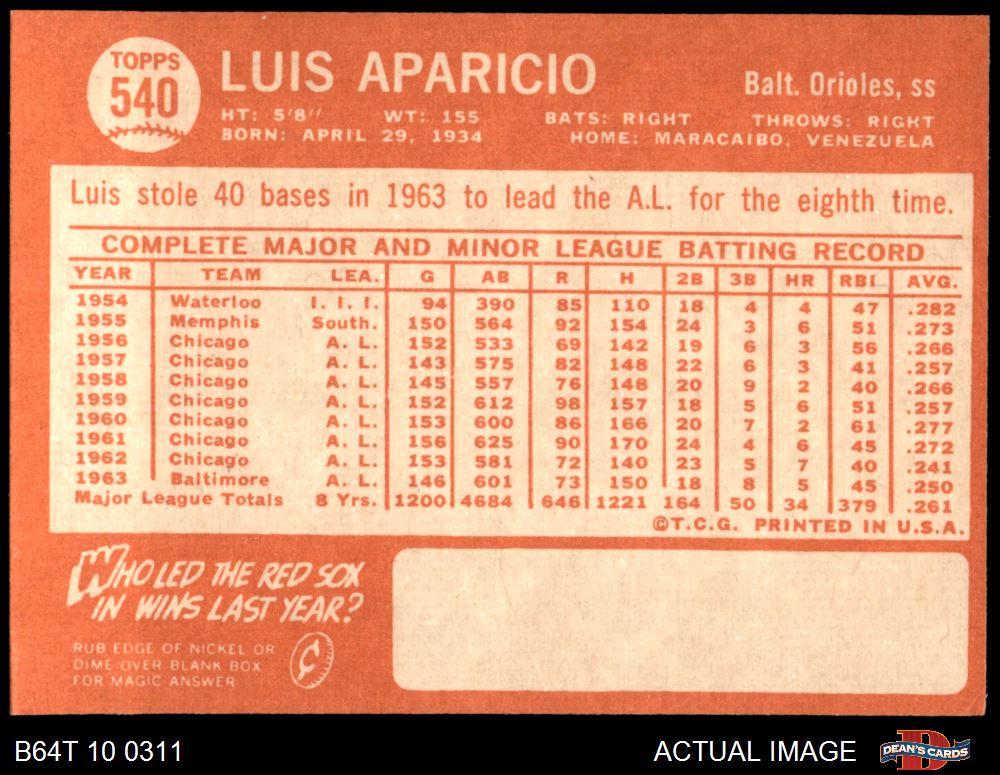 TOPPS
540
LUIS APARICIO
Balt. Orioles, ss
HT: 5'8" WT: 155 BATS: RIGHT THROWS: RIGHT
BORN: APRIL 29, 1934 HOME: MARACAIBO, VENEZUELA
Luis stole 40 bases in 1963 to lead the A.L. for the eighth time.
COMPLETE MAJOR AND MINOR LEAGUE BATTING RECORD
YEAR TEAM LEA. G AB R H 2B 3B HR RBI AVG.
1954 Waterloo I. I. I. 94 390 85 110 18 4 4 47 .282
1955 Memphis South. 150 564 92 154 24 3 6 51 .273
1956 Chicago A. L. 152 533 69 142 19 6 3 56 .266
1957 Chicago A. L. 143 575 82 148 22 6 3 41 .257
1958 Chicago A. L. 145 557 76 148 20 9 2 40 .266
1959 Chicago A. L. 152 612 98 157 18 5 6 51 .257
1960 Chicago A. L. 153 600 86 166 20 7 2 61 .277
1961 Chicago A. L. 156 625 90 170 24 4 6 45 .272
1962 Chicago A. L. 153 581 72 140 23 5 7 40 .241
1963 Baltimore A. L. 146 601 73 150 18 8 5 45 .250
Major League Totals 8 Yrs. 1200 4684 646 1221 164 50 34 379 .261
©T.C.G. PRINTED IN U.S.A.
WHO LED THE RED SOX
IN WINS LAST YEAR?
RUB EDGE OF NICKEL OR
DIME OVER BLANK BOX
FOR MAGIC ANSWER
¢
B64T 10 0311
ACTUAL IMAGE
D
DEAN'S CARDS